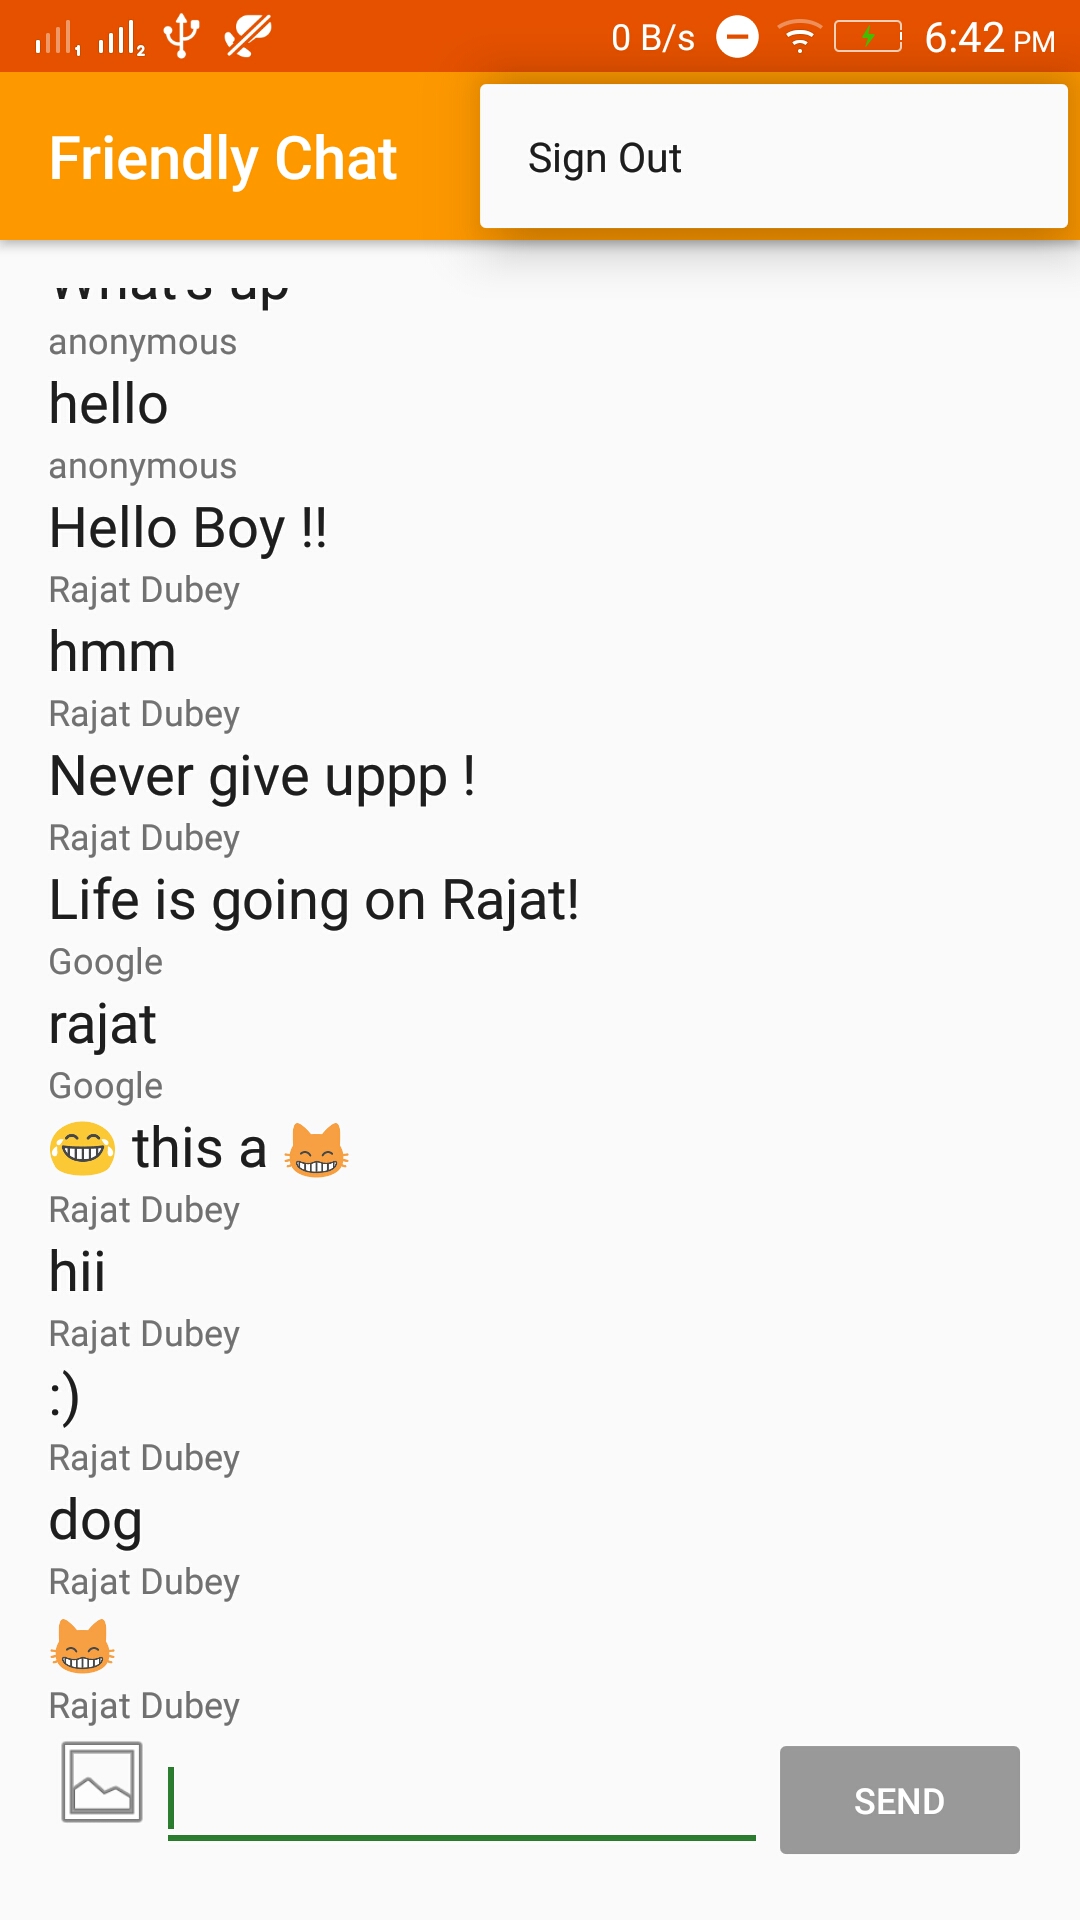 0 B/s 6:42 PM
Friendly Chat
Sign Out
What's up
anonymous
hello
anonymous
Hello Boy !!
Rajat Dubey
hmm
Rajat Dubey
Never give uppp !
Rajat Dubey
Life is going on Rajat!
Google
rajat
Google
😂 this a 😸
Rajat Dubey
hii
Rajat Dubey
:)
Rajat Dubey
dog
Rajat Dubey
😸
Rajat Dubey
SEND